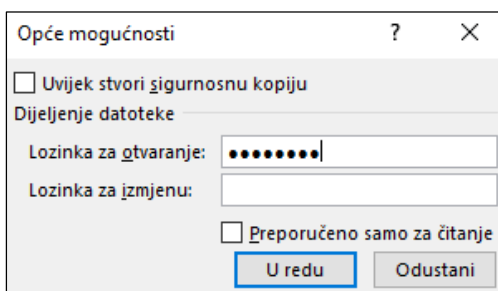 Opće mogućnosti ? ×
Uvijek stvori sigurnosnu kopiju
Dijeljenje datoteke
Lozinka za otvaranje: ●●●●●●●●
Lozinka za izmjenu:
Preporučeno samo za čitanje
U redu Odustani